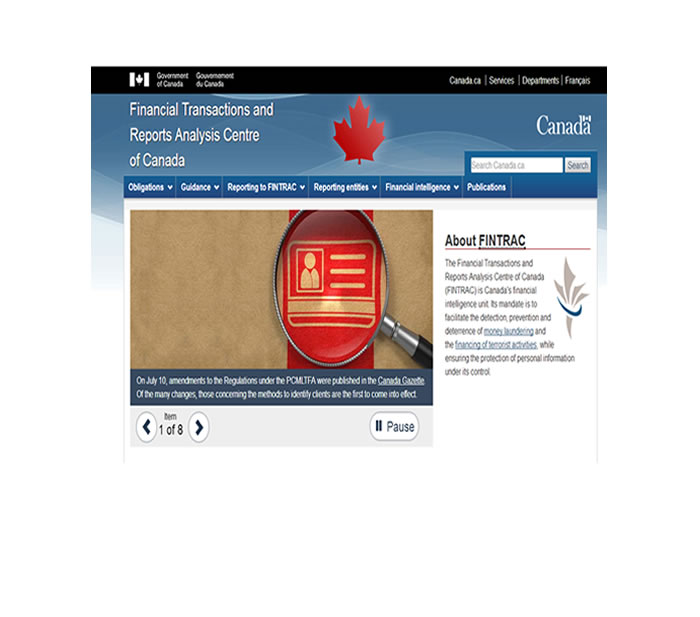 Government of Canada
Gouvernement du Canada
Canada.ca | Services | Departments | Français
Financial Transactions and
Reports Analysis Centre
of Canada
Canada
Search Canada.ca
Search
Obligations
Guidance
Reporting to FINTRAC
Reporting entities
Financial intelligence
Publications
On July 10, amendments to the Regulations under the PCMLTFA were published in the Canada Gazette.
Of the many changes, those concerning the methods to identify clients are the first to come into effect.
Item
1 of 8
Pause
About FINTRAC
The Financial Transactions and
Reports Analysis Centre of Canada
(FINTRAC) is Canada's financial
intelligence unit. Its mandate is to
facilitate the detection, prevention and
deterrence of money laundering and
the financing of terrorist activities, while
ensuring the protection of personal information
under its control.